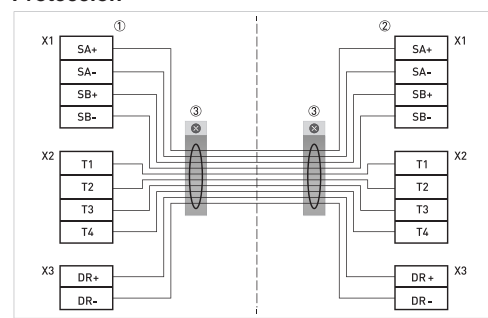 ① ②
X1 SA+ SA+ X1
SA- SA-
SB+ SB+
SB- SB-
③ ③
X2 T1 T1 X2
T2 T2
T3 T3
T4 T4
X3 DR+ DR+ X3
DR- DR-